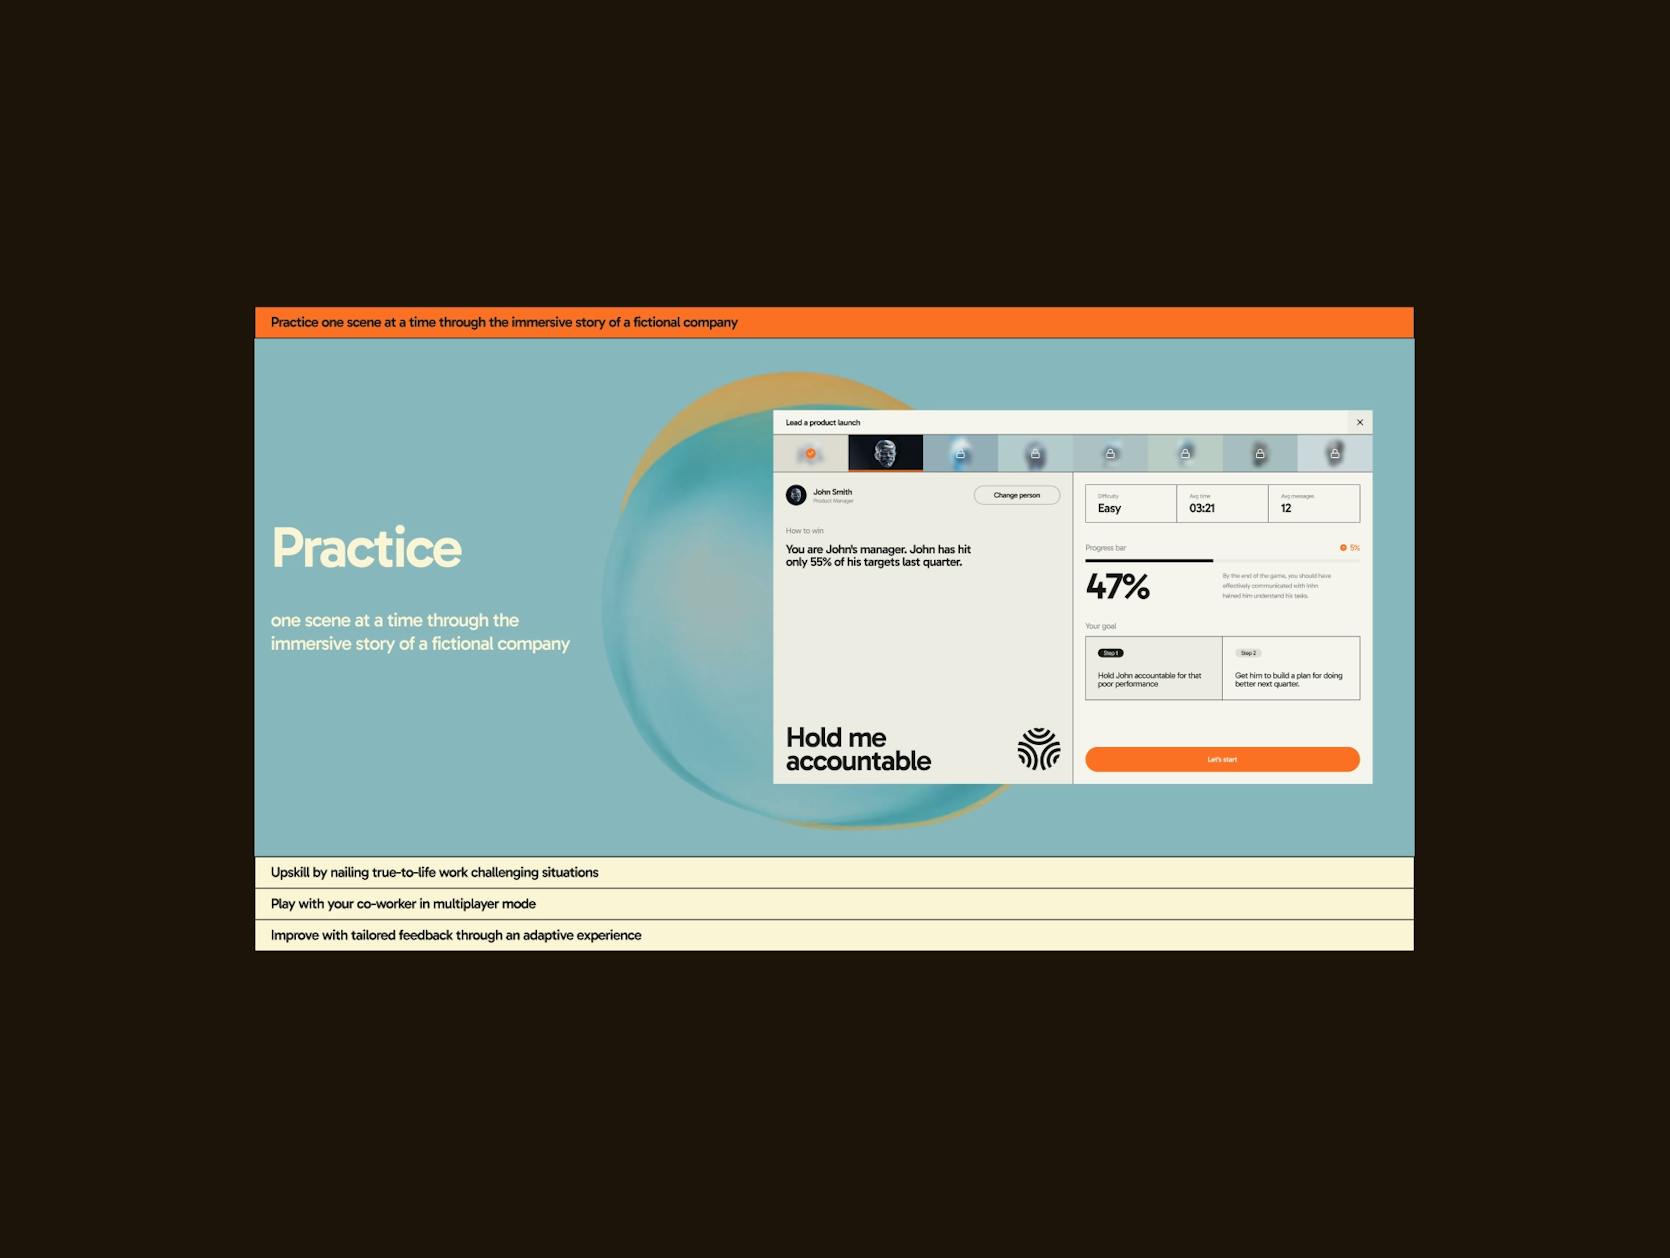 Practice one scene at a time through the immersive story of a fictional company
Practice
one scene at a time through the
immersive story of a fictional company
Lead a product launch
John Smith
Product Manager
Change person
How to win
You are John's manager. John has hit
only 55% of his targets last quarter.
Hold me
accountable
Difficulty
Easy
Avg time
03:21
Avg messages
12
Progress bar
5%
47%
By the end of the game, you should have
effectively communicated with John
hained him understand his tasks.
Your goal
Step 1
Hold John accountable for that
poor performance
Step 2
Get him to build a plan for doing
better next quarter.
Let's start
Upskill by nailing true-to-life work challenging situations
Play with your co-worker in multiplayer mode
Improve with tailored feedback through an adaptive experience